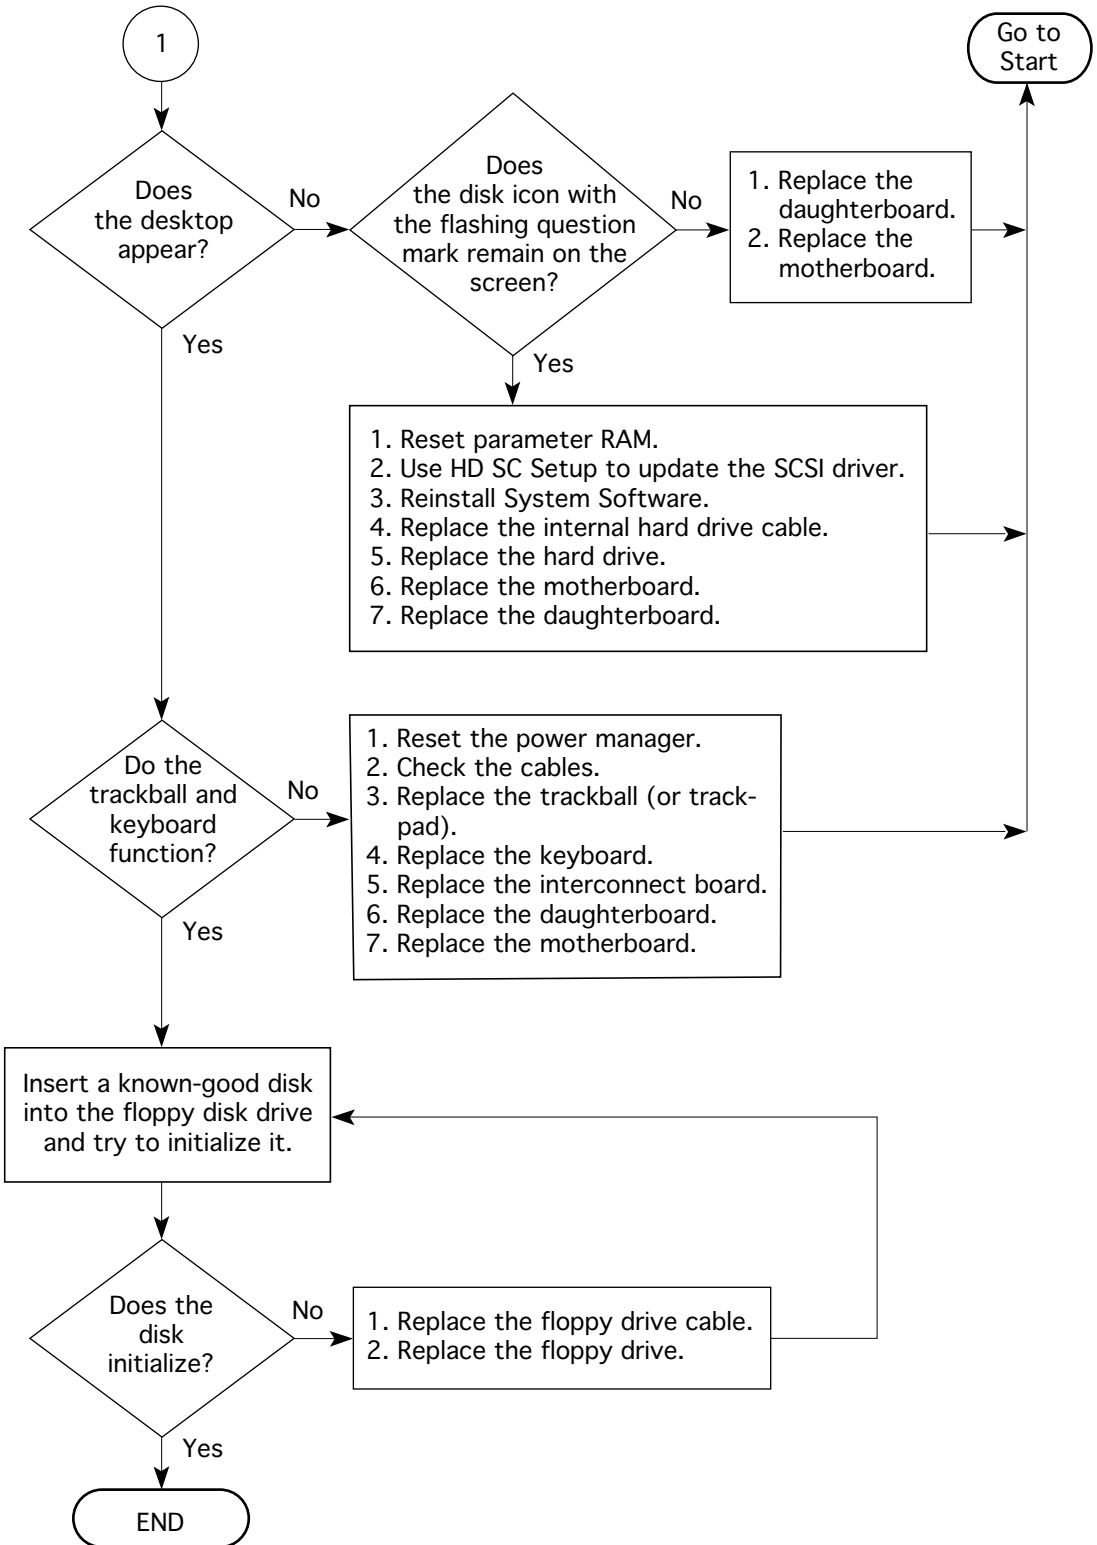 1
Go to
Start
Does
the desktop
appear?
No
Does
the disk icon with
the flashing question
mark remain on the
screen?
No
1. Replace the
daughterboard.
2. Replace the
motherboard.
Yes
Yes
1. Reset parameter RAM.
2. Use HD SC Setup to update the SCSI driver.
3. Reinstall System Software.
4. Replace the internal hard drive cable.
5. Replace the hard drive.
6. Replace the motherboard.
7. Replace the daughterboard.
Do the
trackball and
keyboard
function?
No
1. Reset the power manager.
2. Check the cables.
3. Replace the trackball (or track-
pad).
4. Replace the keyboard.
5. Replace the interconnect board.
6. Replace the daughterboard.
7. Replace the motherboard.
Yes
Insert a known-good disk
into the floppy disk drive
and try to initialize it.
Does the
disk
initialize?
No
1. Replace the floppy drive cable.
2. Replace the floppy drive.
Yes
END